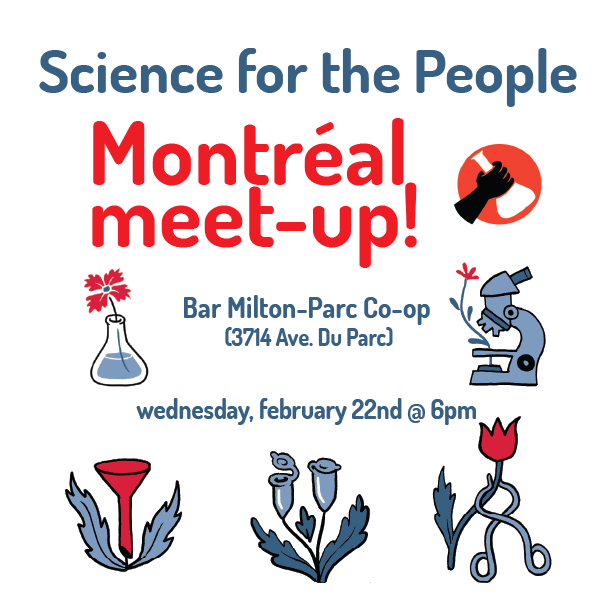 Science for the People
Montréal
meet-up!
Bar Milton-Parc Co-op
(3714 Ave. Du Parc)
wednesday, february 22nd @ 6pm